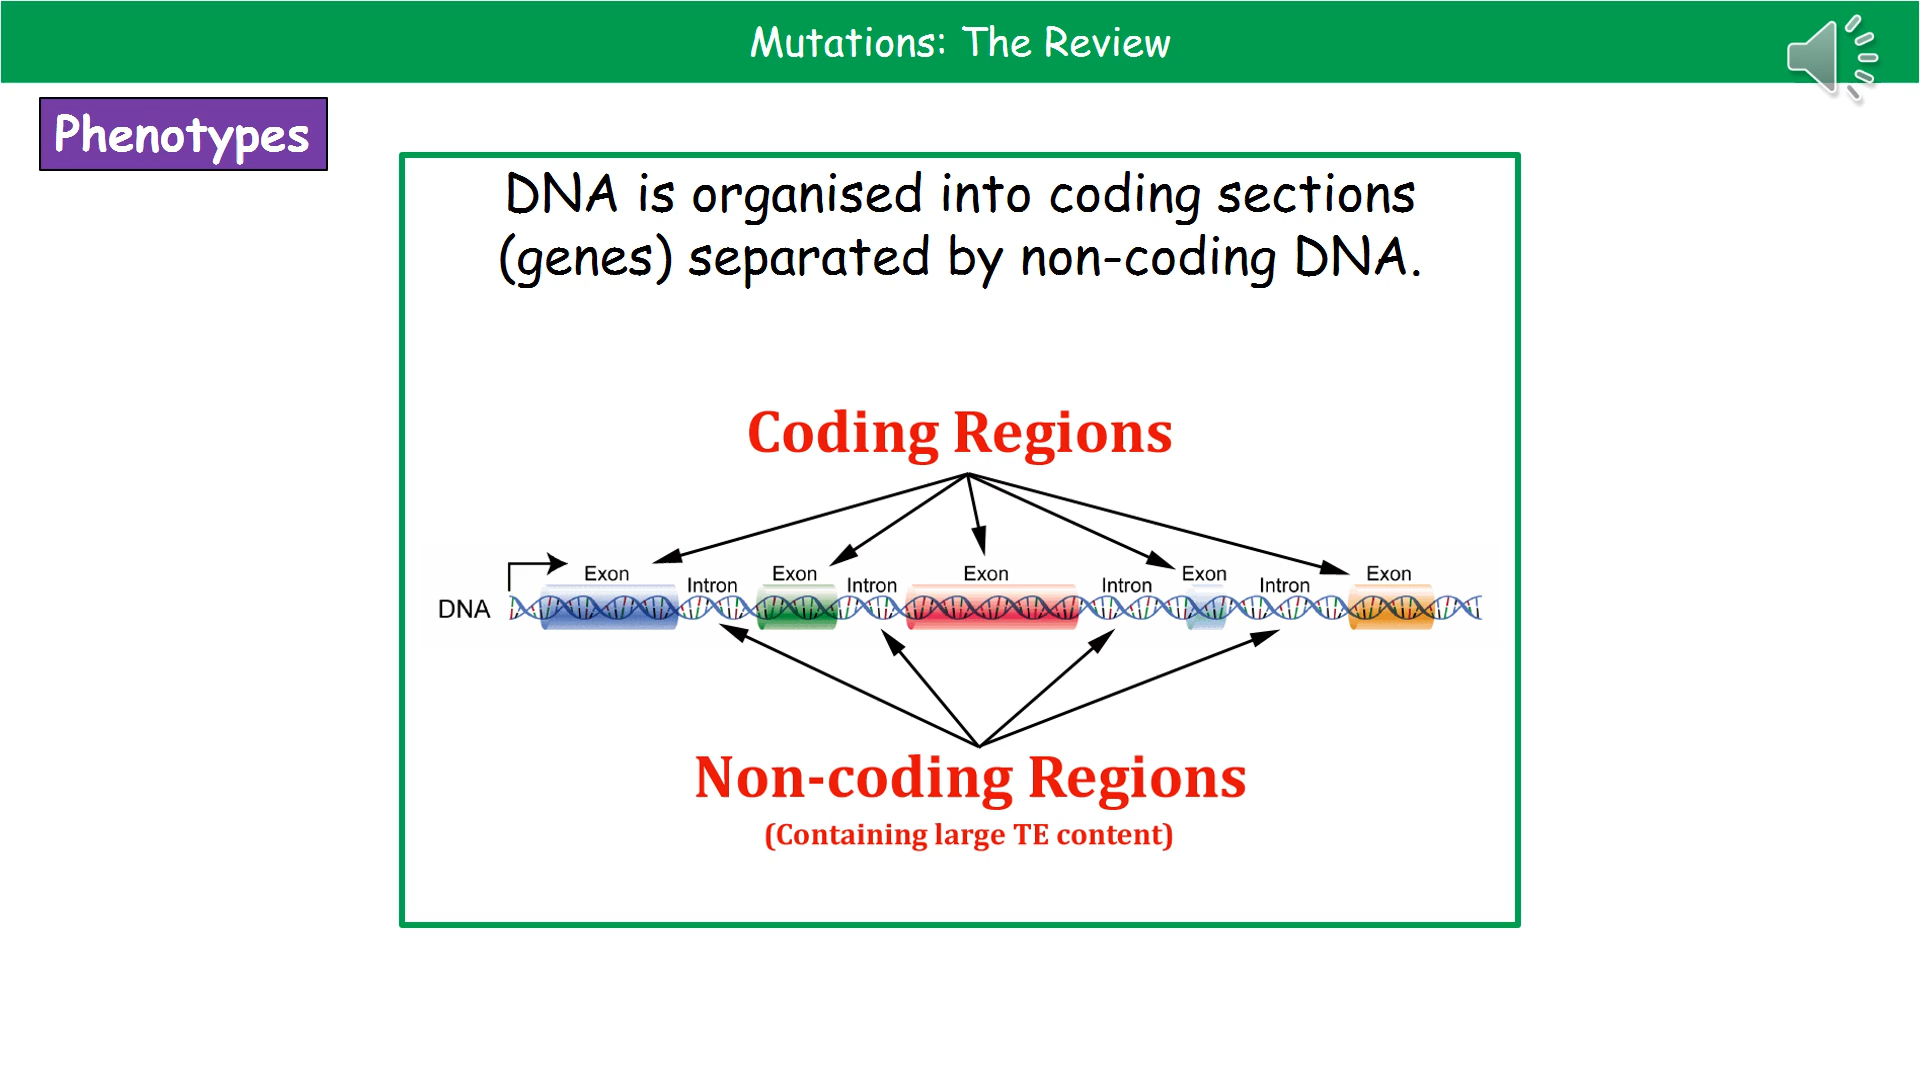 Mutations: The Review
Phenotypes
DNA is organised into coding sections
(genes) separated by non-coding DNA.
Coding Regions
Exon Exon Exon Exon Exon
Intron Intron Intron Intron
DNA
Non-coding Regions
(Containing large TE content)